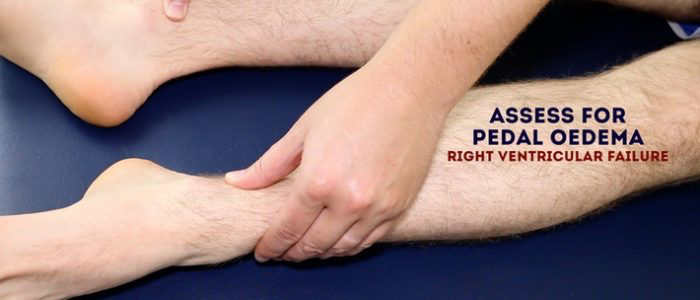 ASSESS FOR
PEDAL OEDEMA
RIGHT VENTRICULAR FAILURE